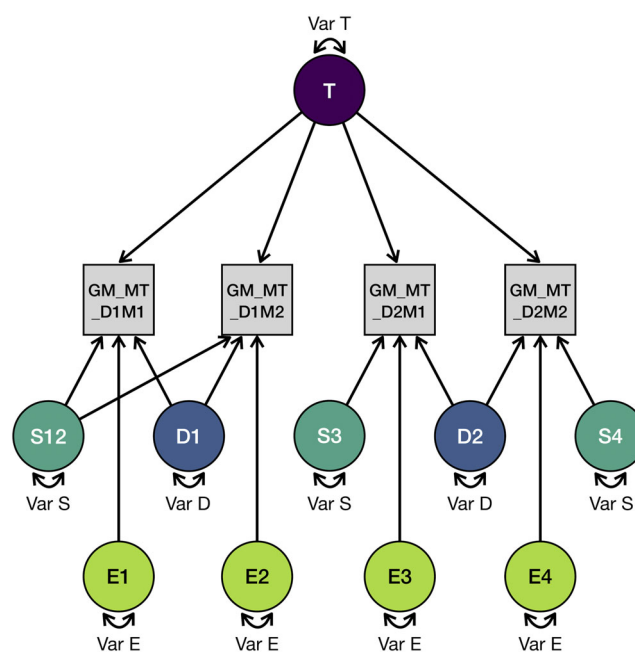 Var T
T
GM_MT
_D1M1
GM_MT
_D1M2
GM_MT
_D2M1
GM_MT
_D2M2
S12
D1
S3
D2
S4
Var S
Var D
Var S
Var D
Var S
E1
E2
E3
E4
Var E
Var E
Var E
Var E